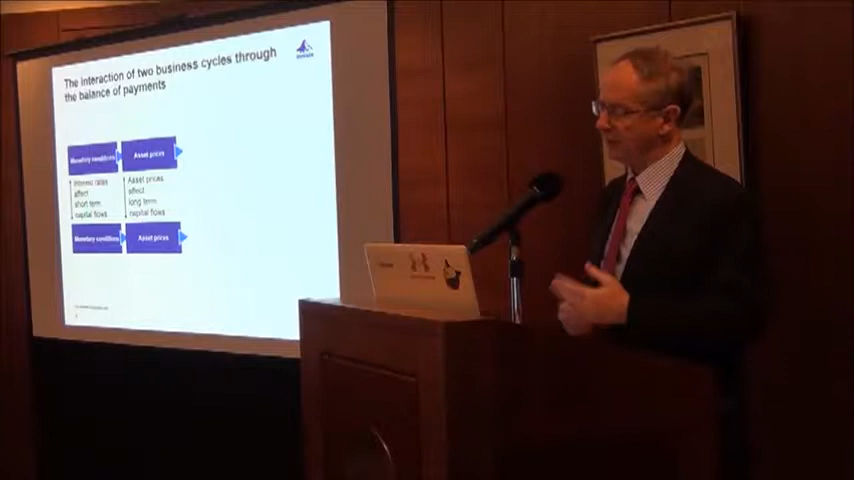 The interaction of two business cycles through
the balance of payments
Monetary conditions
Asset prices
Interest rates
affect
short term
capital flows
Asset prices
affect
long term
capital flows
Monetary conditions
Asset prices